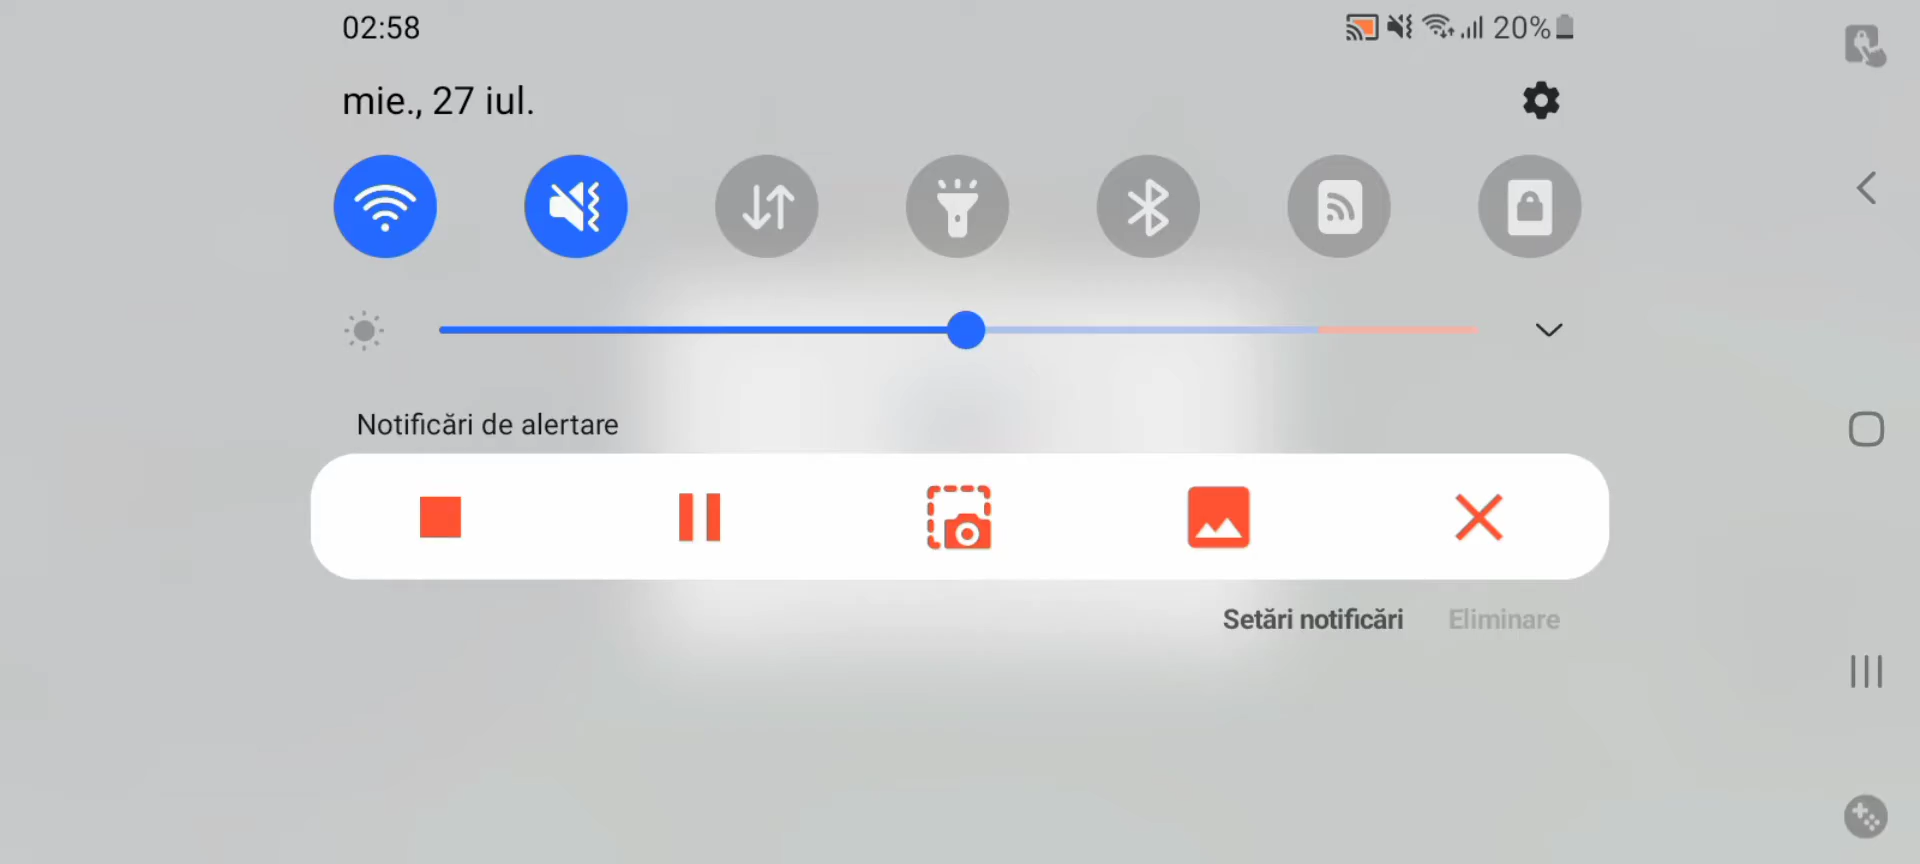 02:58
20%
mie., 27 iul.
Notificări de alertare
Setări notificări
Eliminare